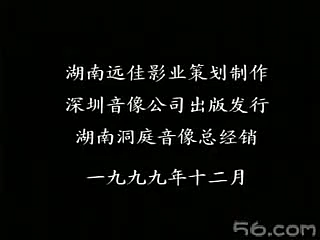 湖南远佳影业策划制作
深圳音像公司出版发行
湖南洞庭音像总经销
一九九九年十二月
56.com